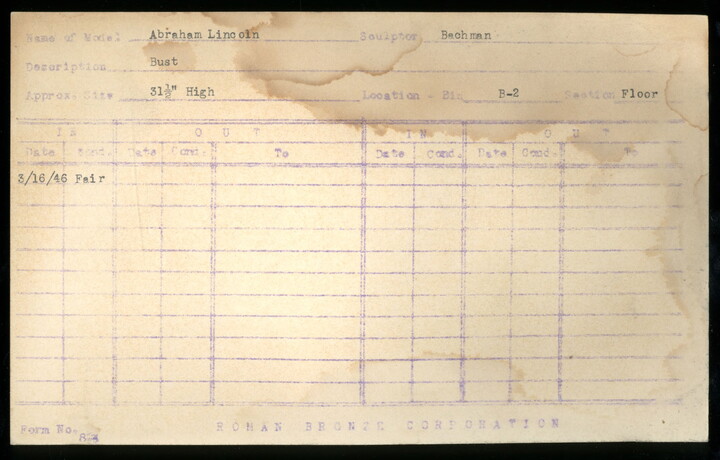 Name of Model Abraham Lincoln Sculptor Bachman
Description Bust
Approx. Size 31½" High Location - Bin B-2 Section Floor
IN OUT IN OUT
Date Cond. Date Cond. To Date Cond. Date Cond. To
3/16/46 Fair
Form No. 824
ROMAN BRONZE CORPORATION